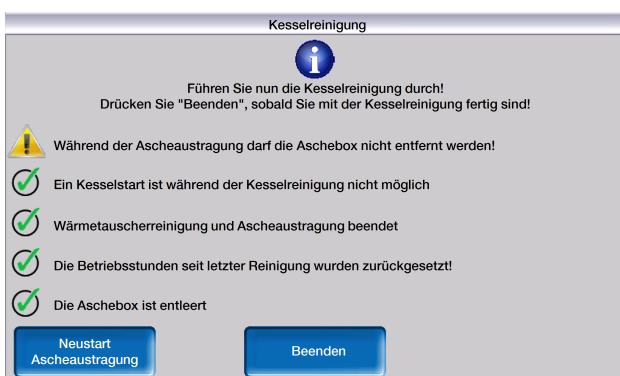 Kesselreinigung
Führen Sie nun die Kesselreinigung durch!
Drücken Sie "Beenden", sobald Sie mit der Kesselreinigung fertig sind!
Während der Ascheaustragung darf die Aschebox nicht entfernt werden!
Ein Kesselstart ist während der Kesselreinigung nicht möglich
Wärmetauscherreinigung und Ascheaustragung beendet
Die Betriebsstunden seit letzter Reinigung wurden zurückgesetzt!
Die Aschebox ist entleert
Neustart
Ascheaustragung
Beenden